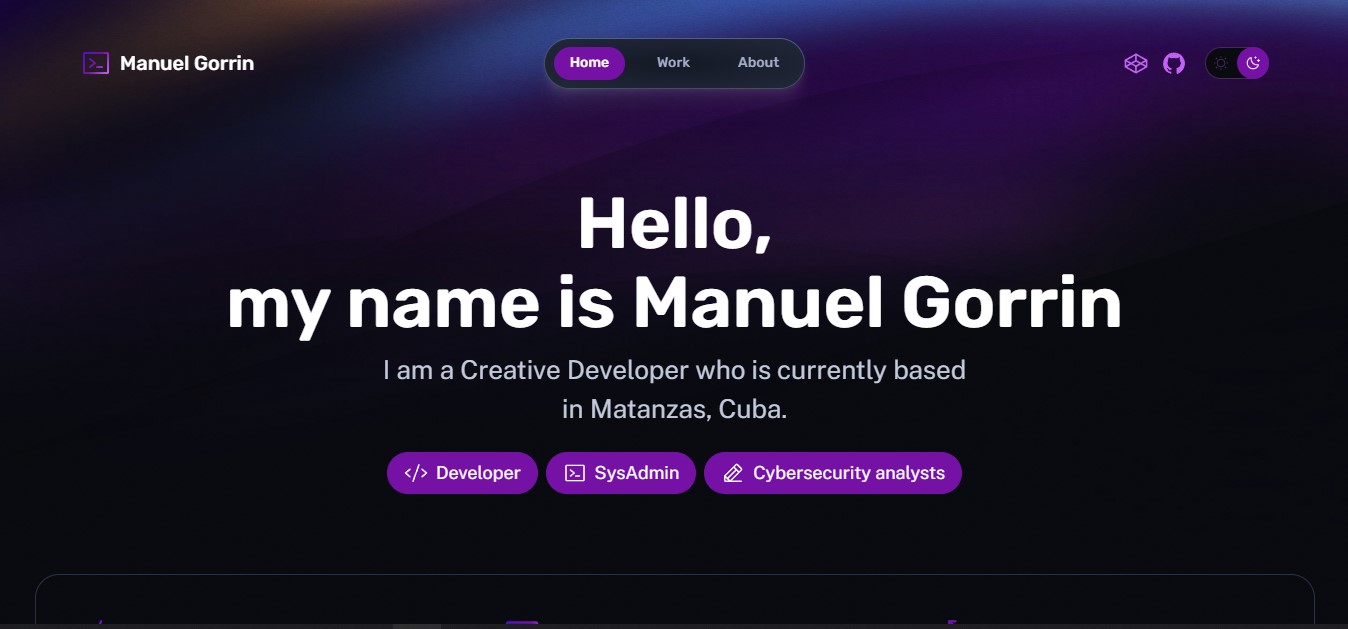 Manuel Gorrin
Home Work About
Hello,
my name is Manuel Gorrin
I am a Creative Developer who is currently based
in Matanzas, Cuba.
Developer SysAdmin Cybersecurity analysts